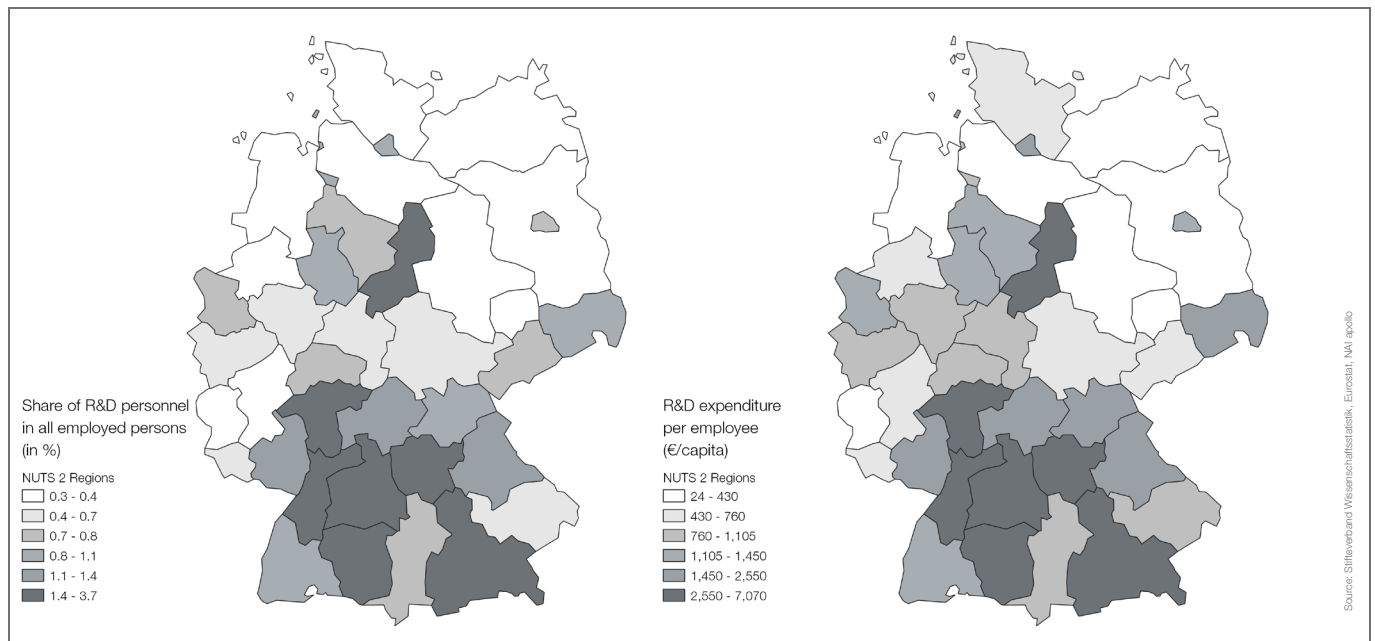 Share of R&D personnel
in all employed persons
(in %)
NUTS 2 Regions
0.3 - 0.4
0.4 - 0.7
0.7 - 0.8
0.8 - 1.1
1.1 - 1.4
1.4 - 3.7
R&D expenditure
per employee
(€/capita)
NUTS 2 Regions
24 - 430
430 - 760
760 - 1,105
1,105 - 1,450
1,450 - 2,550
2,550 - 7,070
Source: Stifteverband Wissenschaftsstatistik, Eurostat, NAI apollo